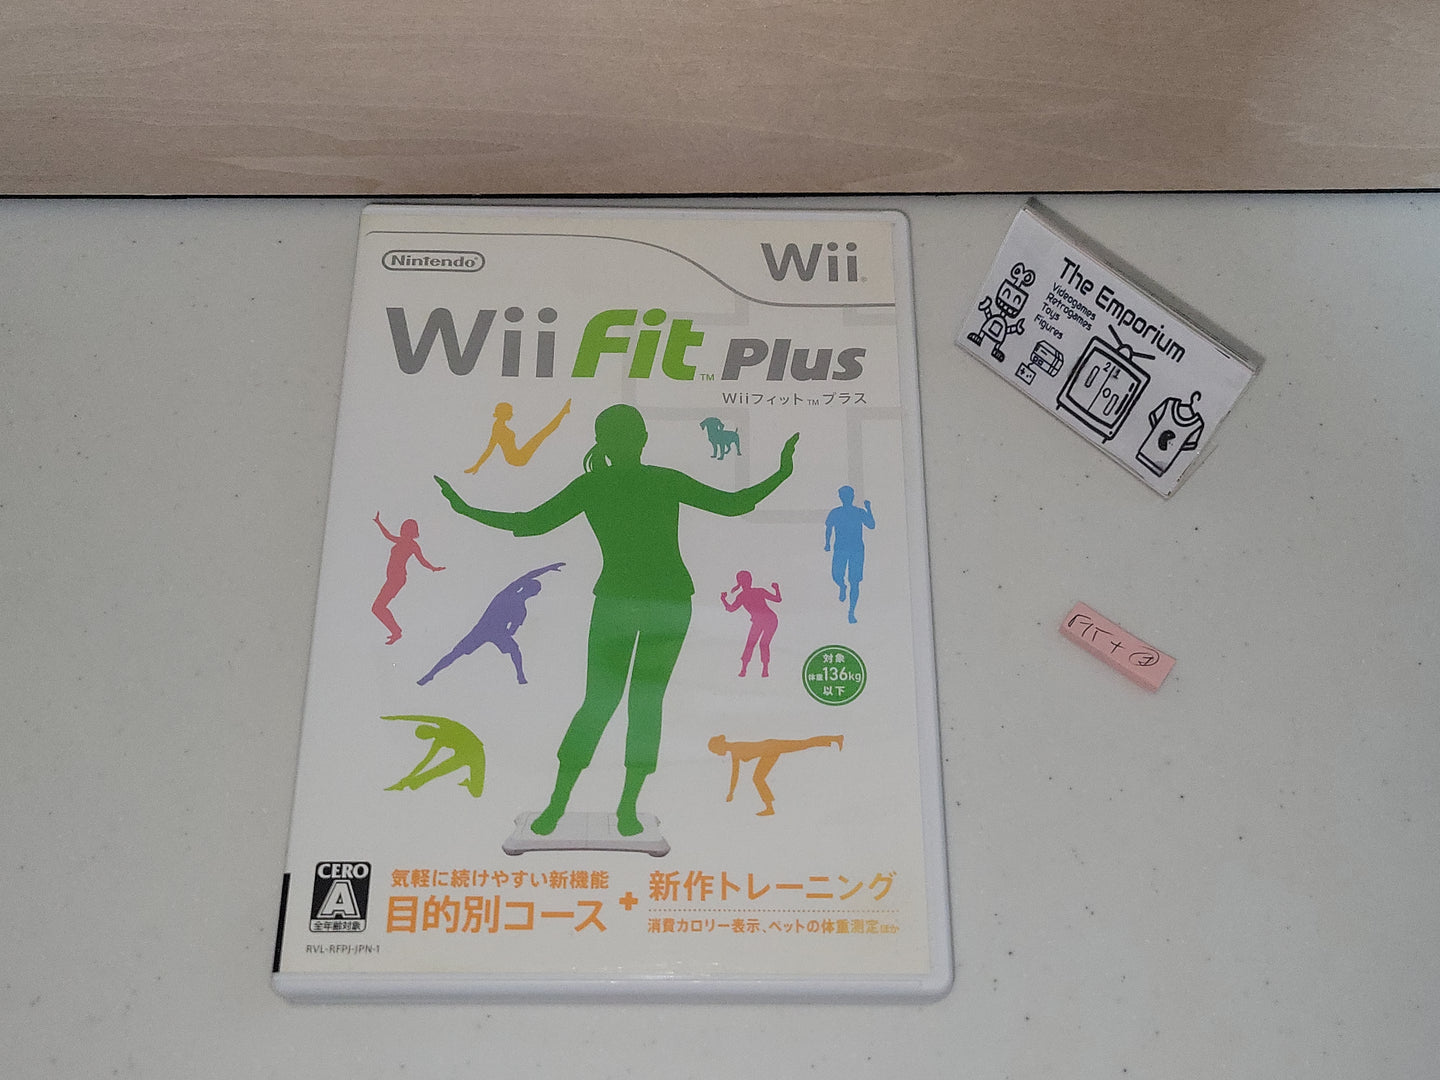 Nintendo
Wii
Wii Fit™ Plus
Wiiフィット™プラス
対象
体重136kg
以下
CERO
A
全年齢対象
RVL-RFPJ-JPN-1
気軽に続けやすい新機能
目的別コース
+
新作トレーニング
消費カロリー表示、ペットの体重測定ほか
The Emporium
Videogames
Retrogames
Toys
Figures
FIT +